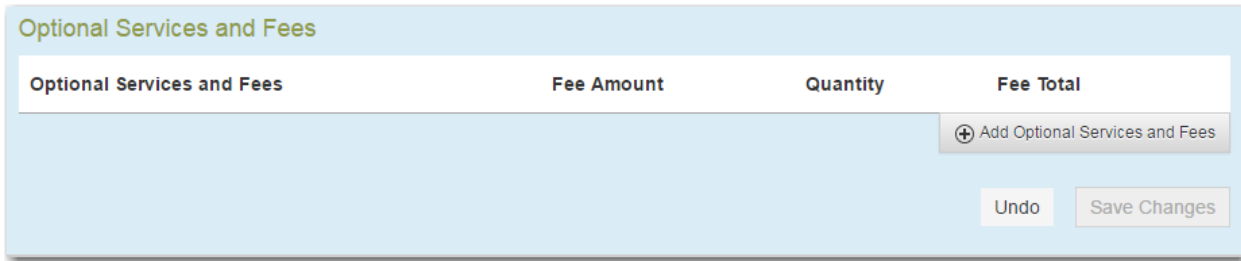 Optional Services and Fees
Optional Services and Fees Fee Amount Quantity Fee Total
Add Optional Services and Fees
Undo Save Changes